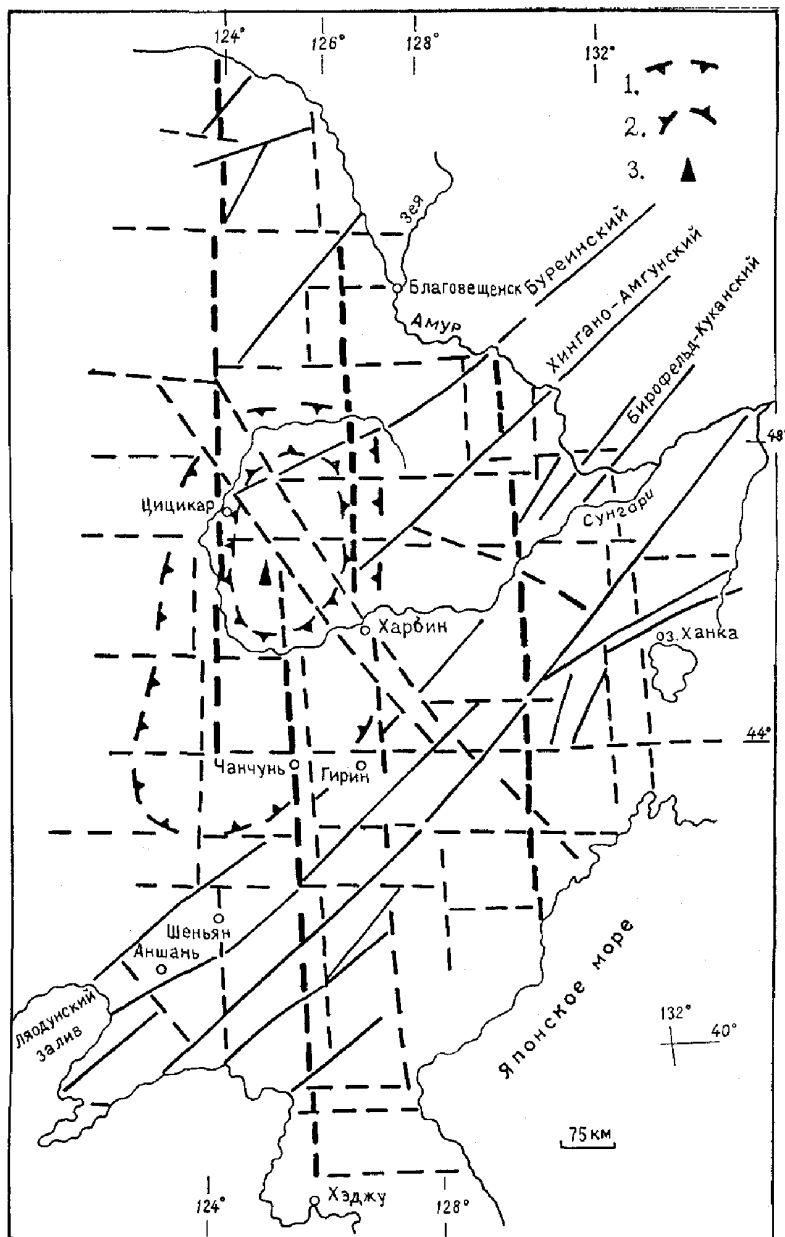 124° 126° 128° 132°
1.
2.
3.
Зея
Буреинский
Благовещенск
Хингано-Амгунский
Амур
Бирофельд-Куканский
48°
Цицикар
Сунгари
Харбин
оз. Ханка
44°
Чанчунь
Гирин
Шеньян
Аншань
Ляодунский
залив
Японское море
132°
40°
75 км
Хэджу
124° 128°